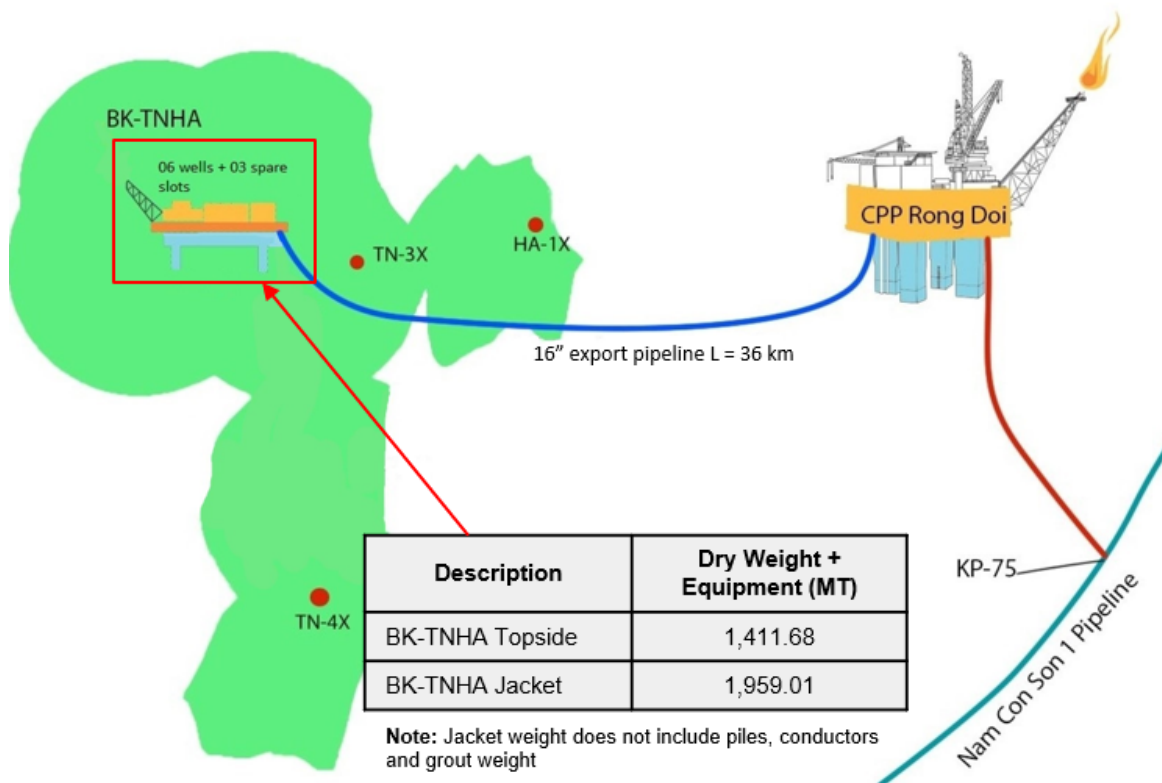 BK-TNHA
06 wells + 03 spare
slots
TN-3X
HA-1X
CPP Rong Doi
16” export pipeline L = 36 km
KP-75
Nam Con Son 1 Pipeline
TN-4X
Description
Dry Weight +
Equipment (MT)
BK-TNHA Topside
1,411.68
BK-TNHA Jacket
1,959.01
Note: Jacket weight does not include piles, conductors
and grout weight